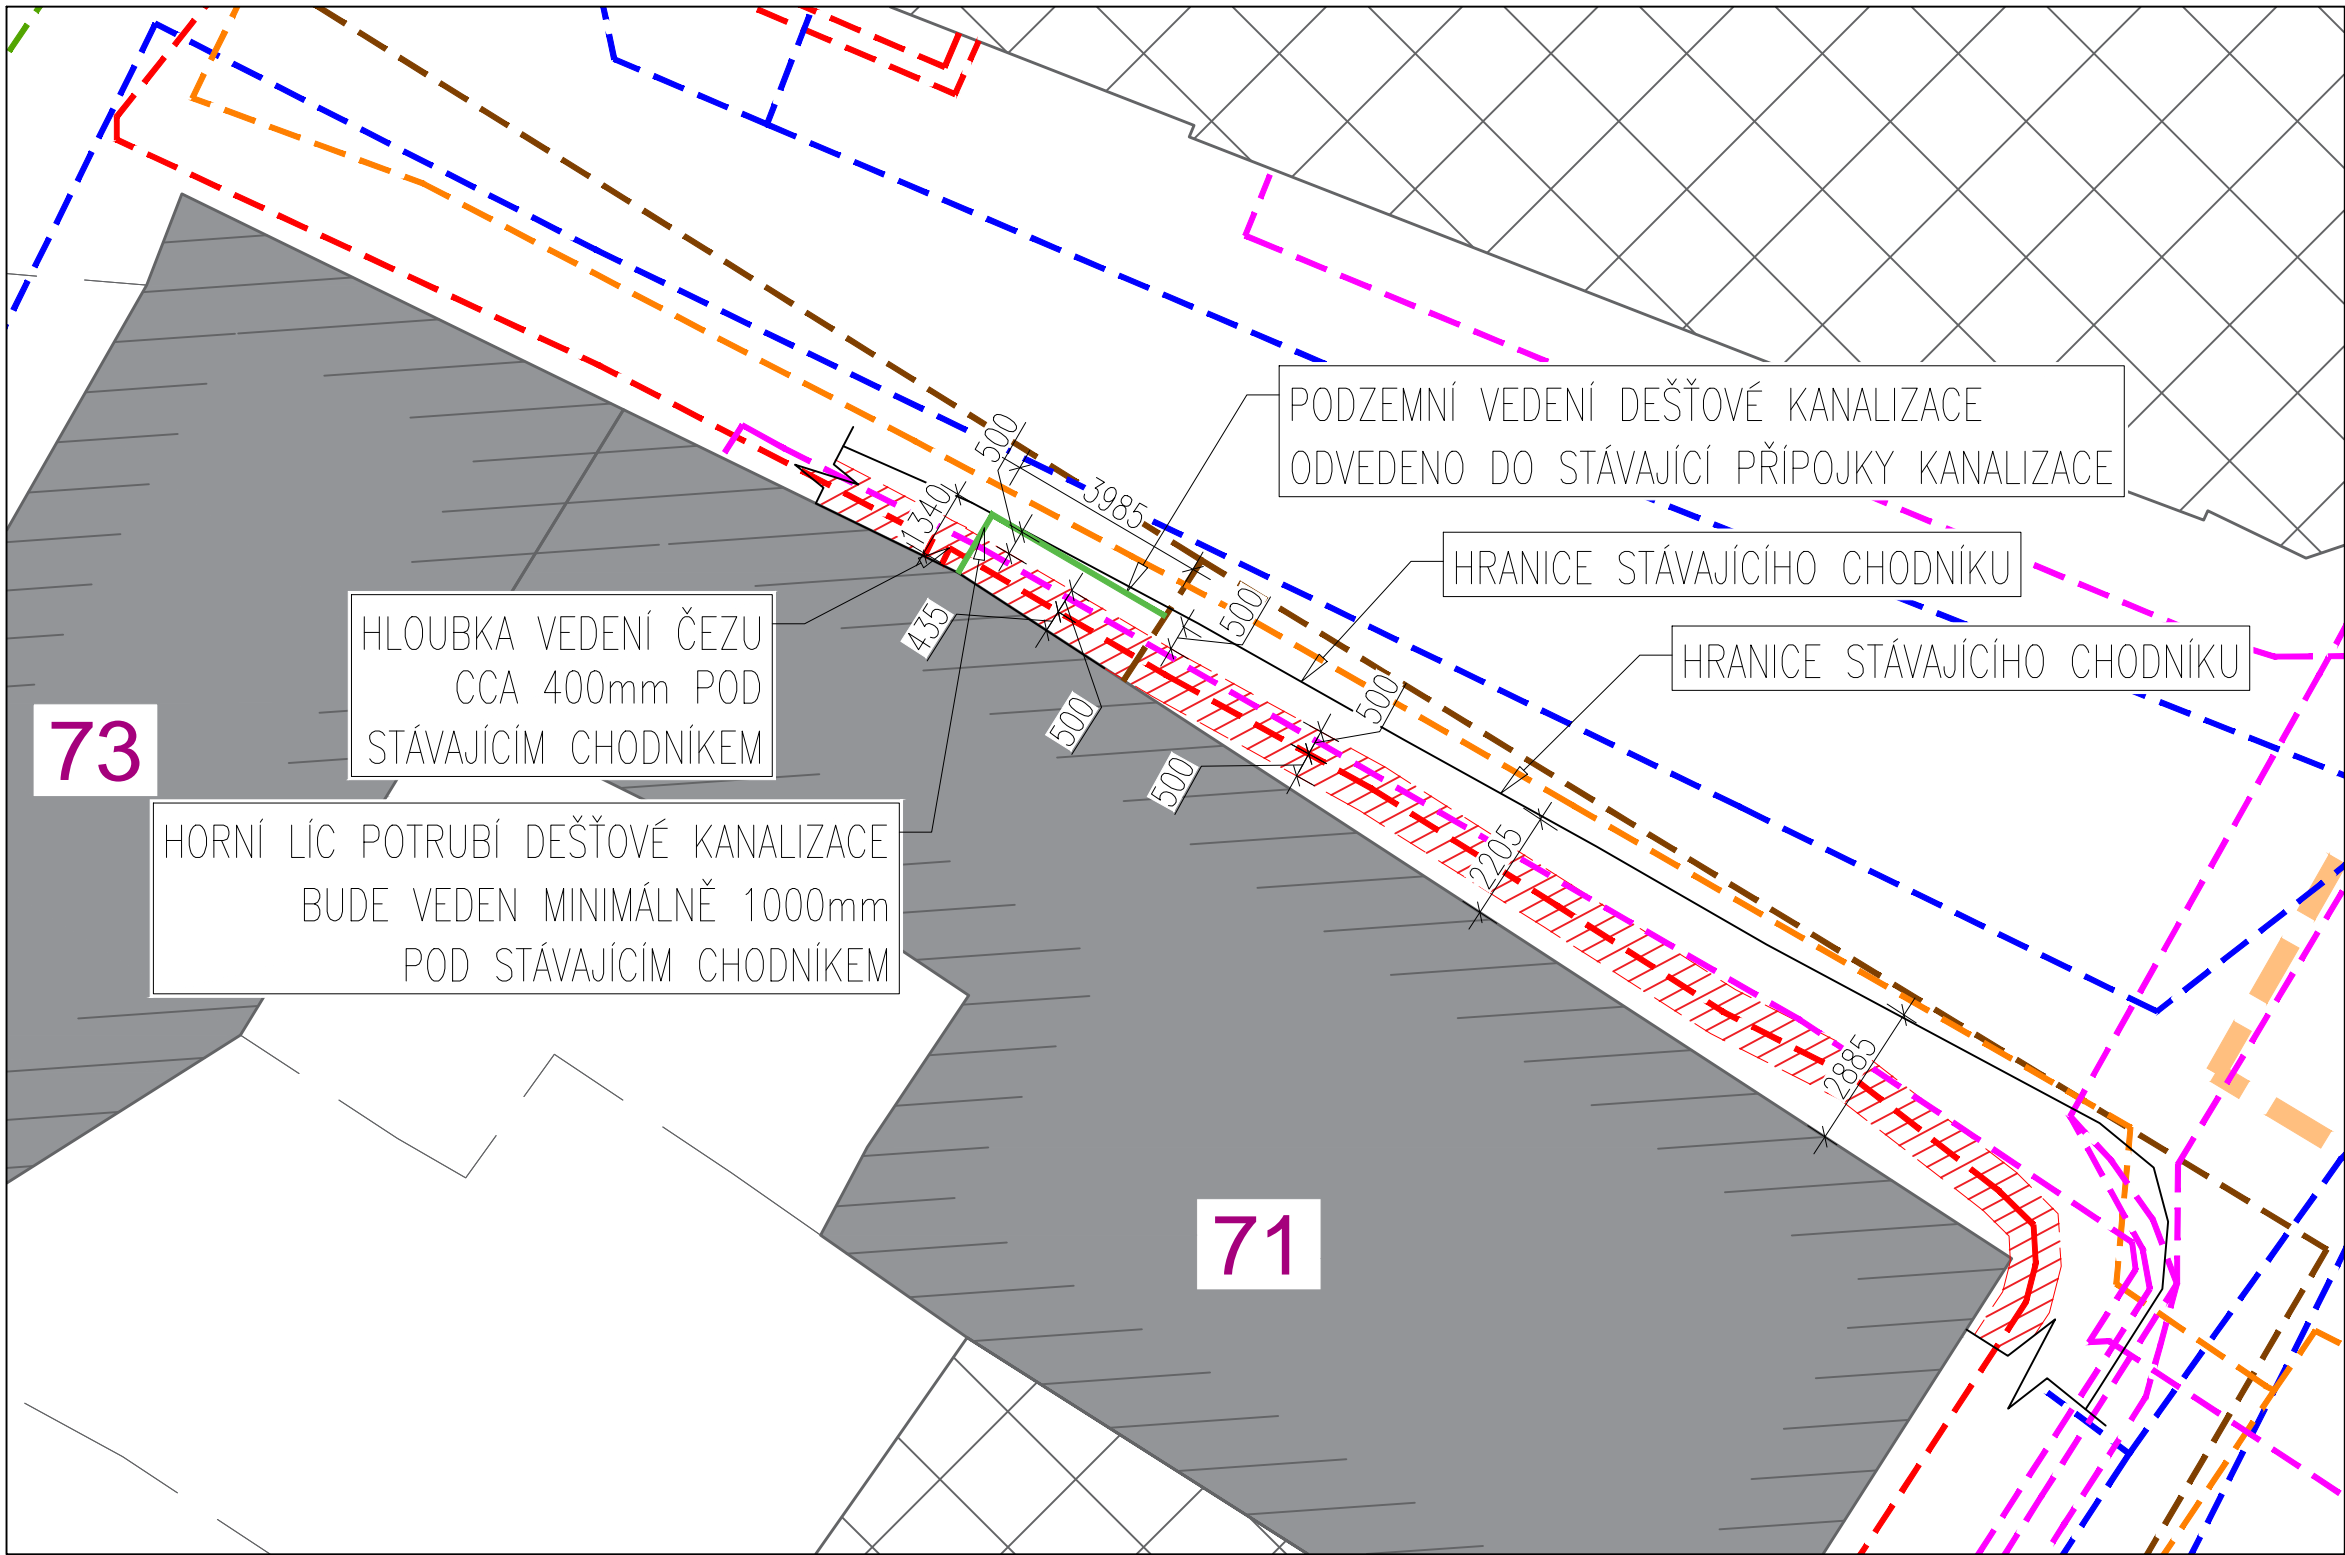 PODZEMNÍ VEDENÍ DEŠŤOVÉ KANALIZACE
ODVEDENO DO STÁVAJÍCÍ PŘÍPOJKY KANALIZACE
500
3985
1340
HRANICE STÁVAJÍCÍHO CHODNÍKU
HLOUBKA VEDENÍ ČEZU
CCA 400mm POD
STÁVAJÍCÍM CHODNÍKEM
435
500
HRANICE STÁVAJÍCÍHO CHODNÍKU
73
500
500
500
HORNÍ LÍC POTRUBÍ DEŠŤOVÉ KANALIZACE
BUDE VEDEN MINIMÁLNĚ 1000mm
POD STÁVAJÍCÍM CHODNÍKEM
2205
2885
71